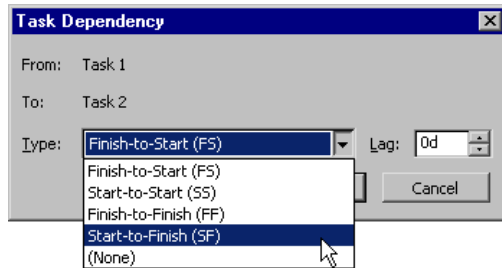 Task Dependency
From: Task 1
To: Task 2
Type: Finish-to-Start (FS) Lag: 0d
Finish-to-Start (FS)
Start-to-Start (SS)
Finish-to-Finish (FF)
Start-to-Finish (SF)
(None)
Cancel